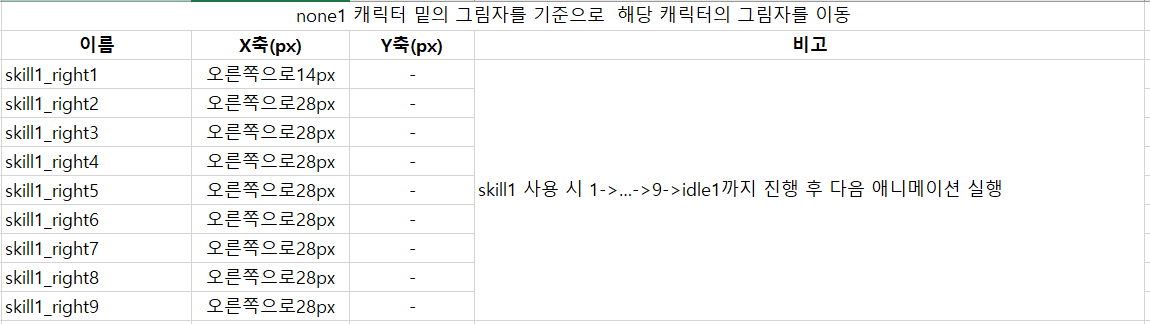 none1 캐릭터 밑의 그림자를 기준으로 해당 캐릭터의 그림자를 이동
이름 X축(px) Y축(px) 비고
skill1_right1 오른쪽으로14px -
skill1_right2 오른쪽으로28px -
skill1_right3 오른쪽으로28px -
skill1_right4 오른쪽으로28px -
skill1_right5 오른쪽으로28px - skill1 사용 시 1->...->9->idle1까지 진행 후 다음 애니메이션 실행
skill1_right6 오른쪽으로28px -
skill1_right7 오른쪽으로28px -
skill1_right8 오른쪽으로28px -
skill1_right9 오른쪽으로28px -